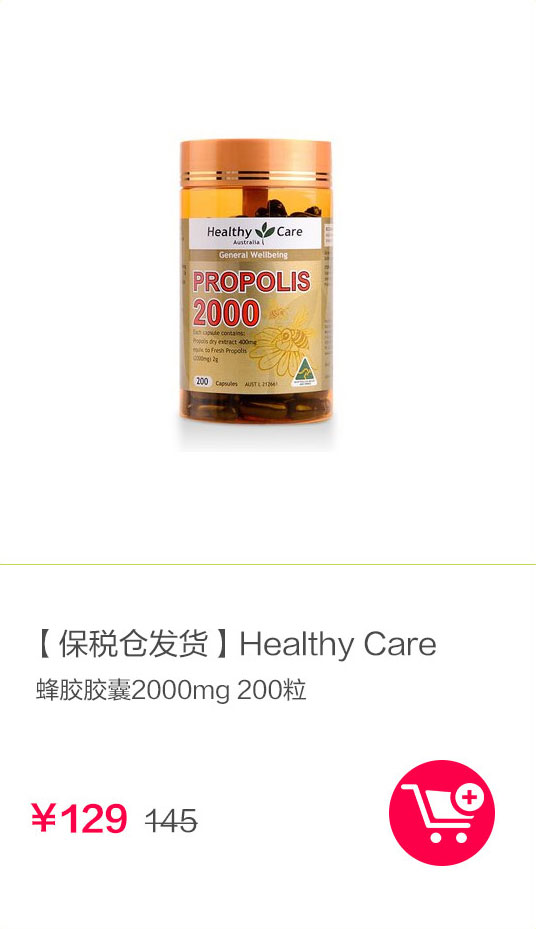 Healthy Care
Australia
General Wellbeing
PROPOLIS
2000
Each capsule contains:
Propolis dry extract 400mg
equiv. to Fresh Propolis
(2000mg) 2g
200 Capsules AUST L 212661
【保税仓发货】Healthy Care
蜂胶胶囊2000mg 200粒
¥129 145